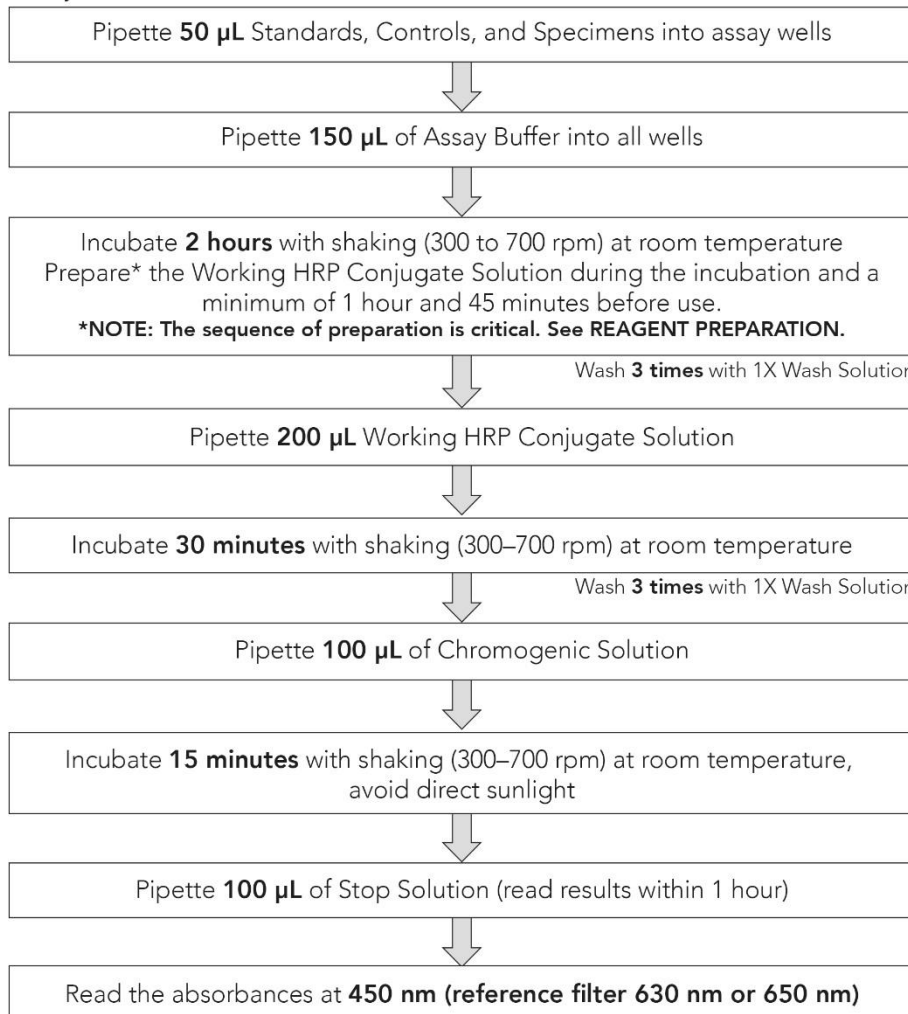 Pipette 50 µL Standards, Controls, and Specimens into assay wells
Pipette 150 µL of Assay Buffer into all wells
Incubate 2 hours with shaking (300 to 700 rpm) at room temperature
Prepare* the Working HRP Conjugate Solution during the incubation and a
minimum of 1 hour and 45 minutes before use.
*NOTE: The sequence of preparation is critical. See REAGENT PREPARATION.
Wash 3 times with 1X Wash Solution
Pipette 200 µL Working HRP Conjugate Solution
Incubate 30 minutes with shaking (300–700 rpm) at room temperature
Wash 3 times with 1X Wash Solution
Pipette 100 µL of Chromogenic Solution
Incubate 15 minutes with shaking (300–700 rpm) at room temperature,
avoid direct sunlight
Pipette 100 µL of Stop Solution (read results within 1 hour)
Read the absorbances at 450 nm (reference filter 630 nm or 650 nm)